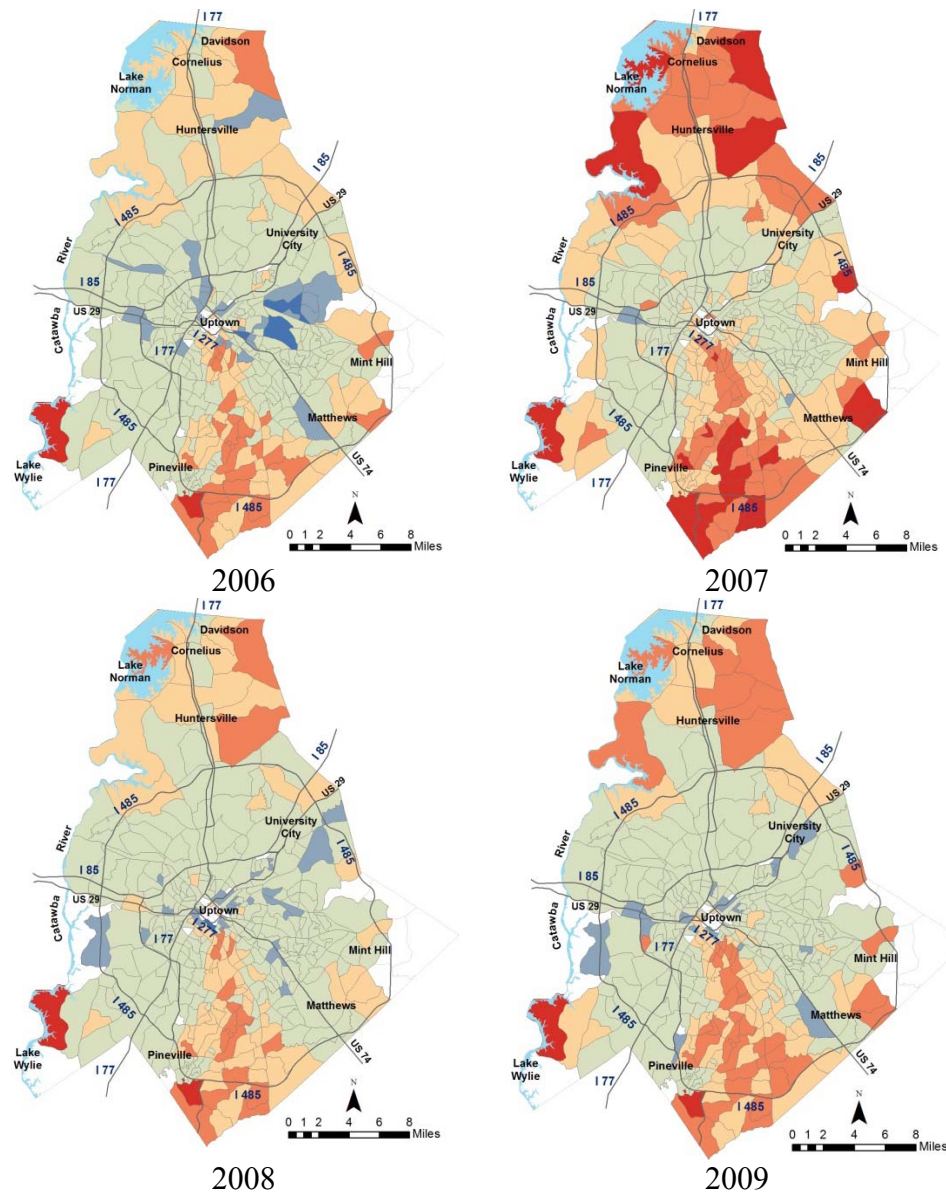 I 77
Davidson
Cornelius
Lake
Norman
Huntersville
I 85
US 29
I 485
University
City
River
I 485
I 85
US 29
Uptown
I 277
Catawba
I 77
Mint Hill
Matthews
I 485
Pineville
US 74
Lake
Wylie
I 77
I 485
N
0 1 2 4 6 8
Miles
2006
I 77
Davidson
Cornelius
Lake
Norman
Huntersville
I 85
US 29
I 485
University
City
River
I 485
I 85
US 29
Uptown
I 277
Catawba
I 77
Mint Hill
Matthews
I 485
Pineville
US 74
Lake
Wylie
I 77
I 485
N
0 1 2 4 6 8
Miles
2007
I 77
Davidson
Cornelius
Lake
Norman
Huntersville
I 85
US 29
I 485
University
City
River
I 485
I 85
US 29
Uptown
I 277
Catawba
I 77
Mint Hill
Matthews
I 485
Pineville
US 74
Lake
Wylie
I 77
I 485
N
0 1 2 4 6 8
Miles
2008
I 77
Davidson
Cornelius
Lake
Norman
Huntersville
I 85
US 29
I 485
University
City
River
I 485
I 85
US 29
Uptown
I 277
Catawba
I 77
Mint Hill
Matthews
I 485
Pineville
US 74
Lake
Wylie
I 77
I 485
N
0 1 2 4 6 8
Miles
2009